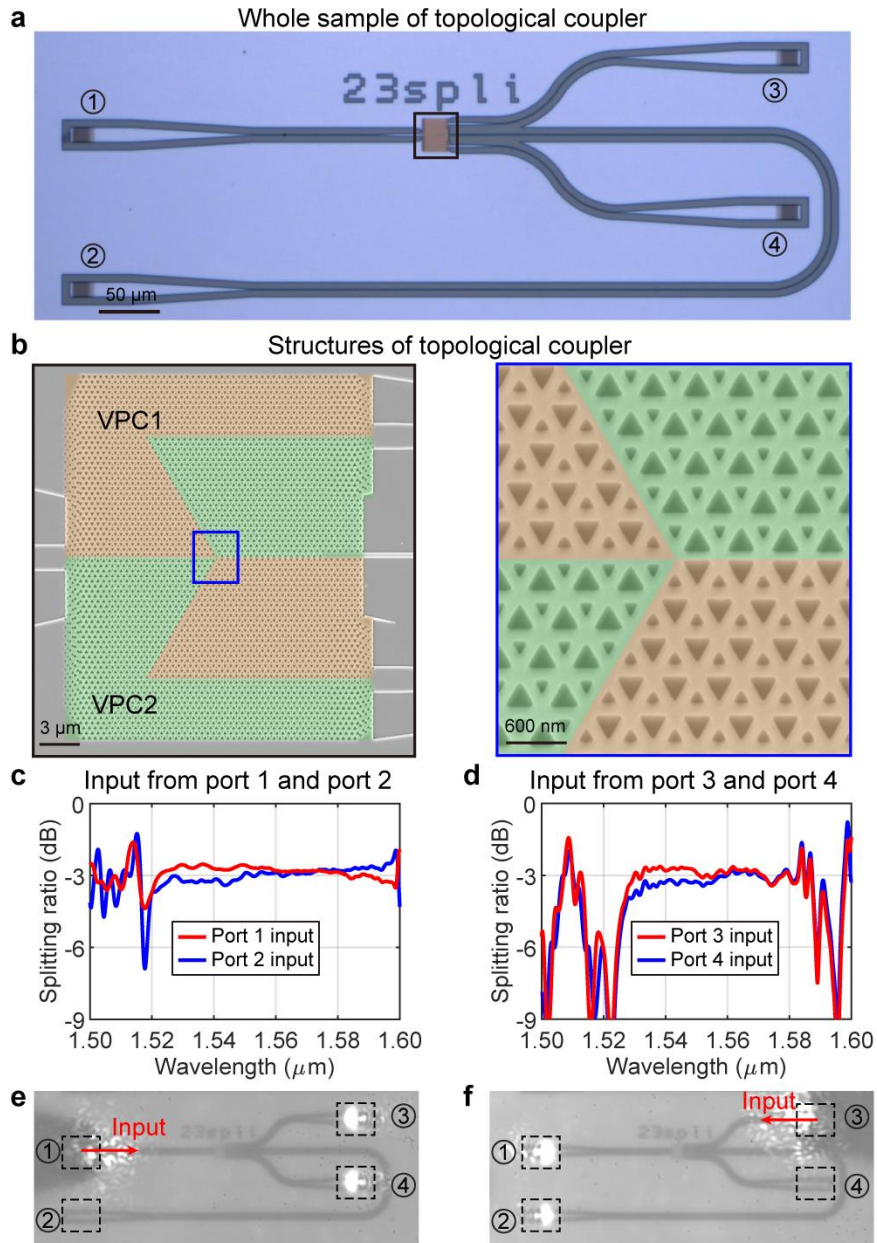 a Whole sample of topological coupler
23spli
①
③
④
②
50 μm
b Structures of topological coupler
VPC1
VPC2
3 μm
600 nm
c Input from port 1 and port 2
Splitting ratio (dB)
0
-3
-6
-9
Port 1 input
Port 2 input
1.50 1.52 1.54 1.56 1.58 1.60
Wavelength (μm)
d Input from port 3 and port 4
Splitting ratio (dB)
0
-3
-6
-9
Port 3 input
Port 4 input
1.50 1.52 1.54 1.56 1.58 1.60
Wavelength (μm)
e
Input
23spli
①
②
③
④
f
Input
23spli
①
②
③
④